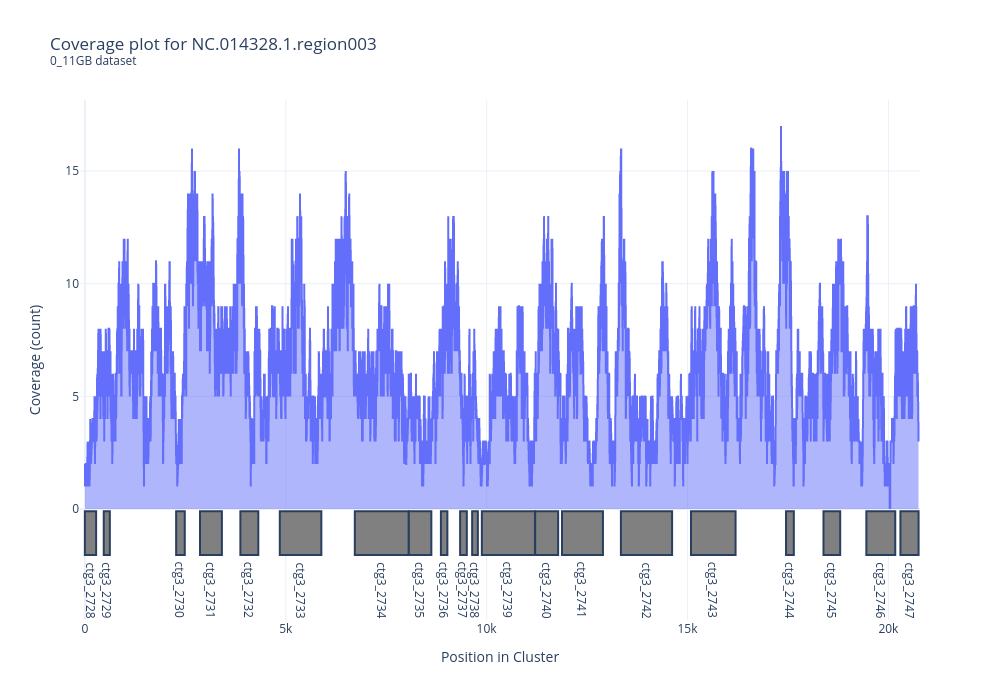 Coverage plot for NC.014328.1.region003
0_11GB dataset
Coverage (count)
15
10
5
0
ctg3_2728
ctg3_2729
ctg3_2730
ctg3_2731
ctg3_2732
ctg3_2733
ctg3_2734
ctg3_2735
ctg3_2736
ctg3_2737
ctg3_2738
ctg3_2739
ctg3_2740
ctg3_2741
ctg3_2742
ctg3_2743
ctg3_2744
ctg3_2745
ctg3_2746
ctg3_2747
0
5k
10k
15k
20k
Position in Cluster